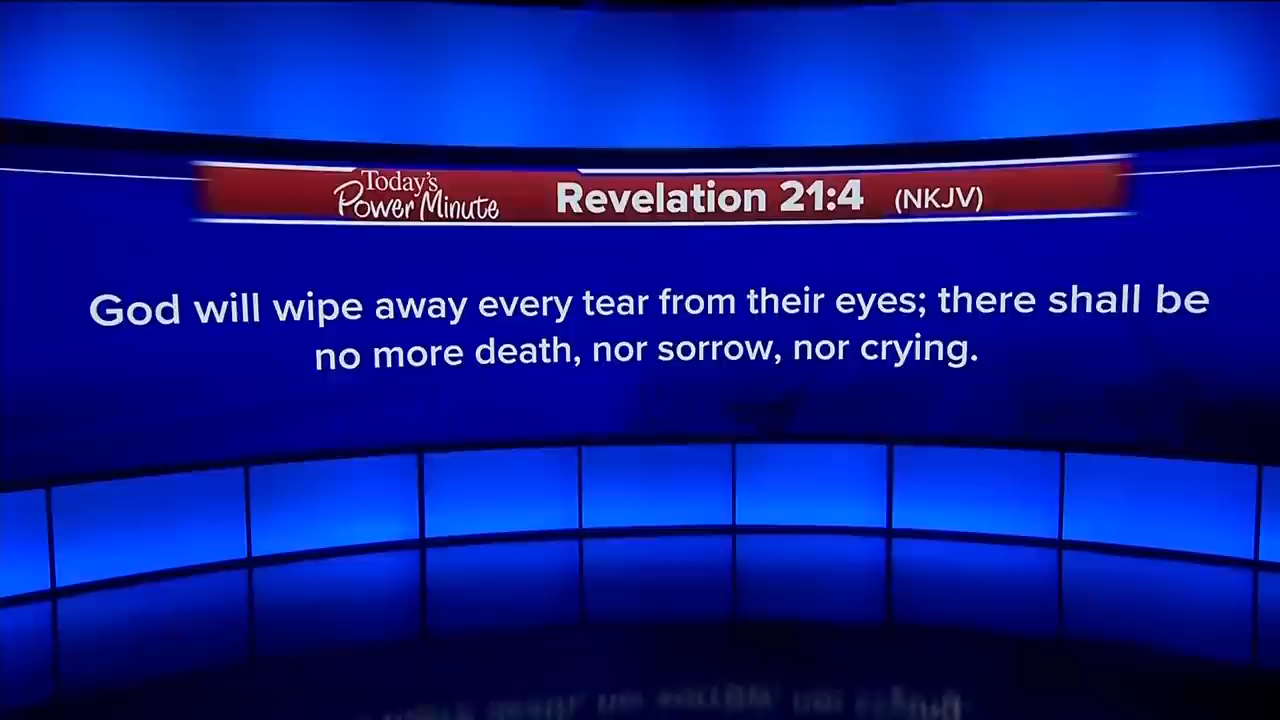 Today's
Power Minute
Revelation 21:4 (NKJV)
God will wipe away every tear from their eyes; there shall be
no more death, nor sorrow, nor crying.